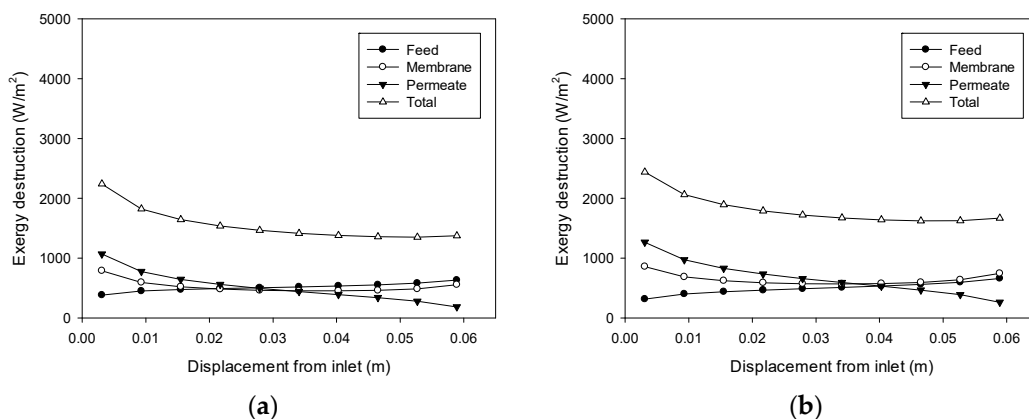 5000
4000
3000
2000
1000
0
Exergy destruction (W/m²)
Feed
Membrane
Permeate
Total
0.00 0.01 0.02 0.03 0.04 0.05 0.06
Displacement from inlet (m)
(a)
5000
4000
3000
2000
1000
0
Exergy destruction (W/m²)
Feed
Membrane
Permeate
Total
0.00 0.01 0.02 0.03 0.04 0.05 0.06
Displacement from inlet (m)
(b)